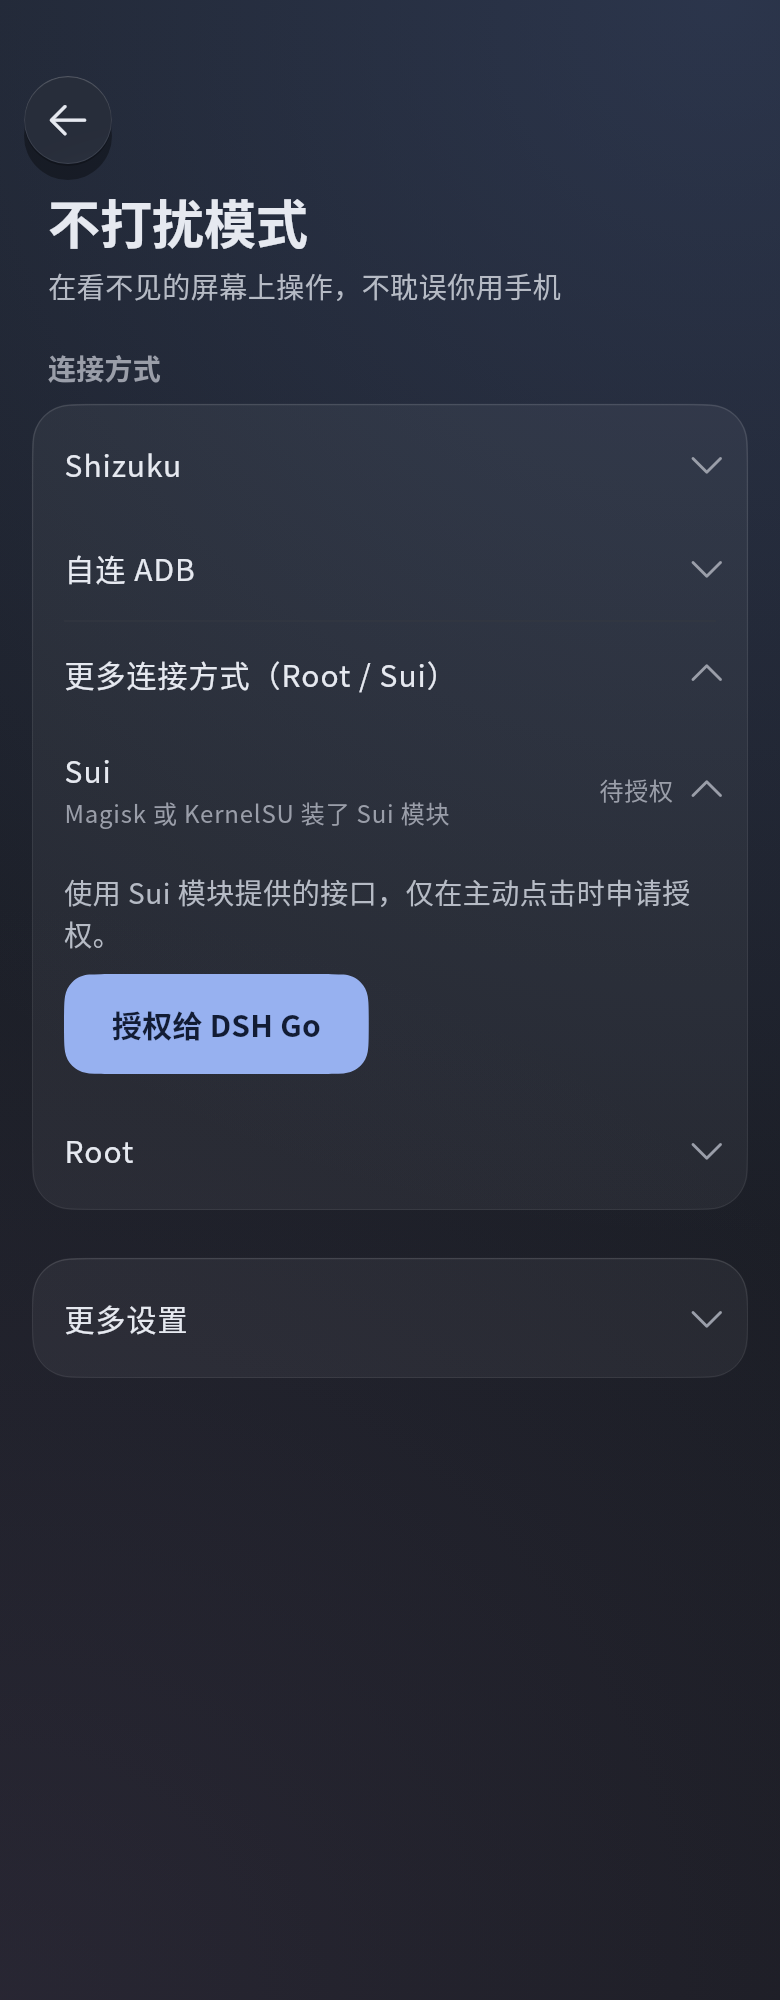 不打扰模式
在看不见的屏幕上操作，不耽误你用手机
连接方式
Shizuku
自连 ADB
更多连接方式（Root / Sui）
Sui
待授权
Magisk 或 KernelSU 装了 Sui 模块
使用 Sui 模块提供的接口，仅在主动点击时申请授
权。
授权给 DSH Go
Root
更多设置